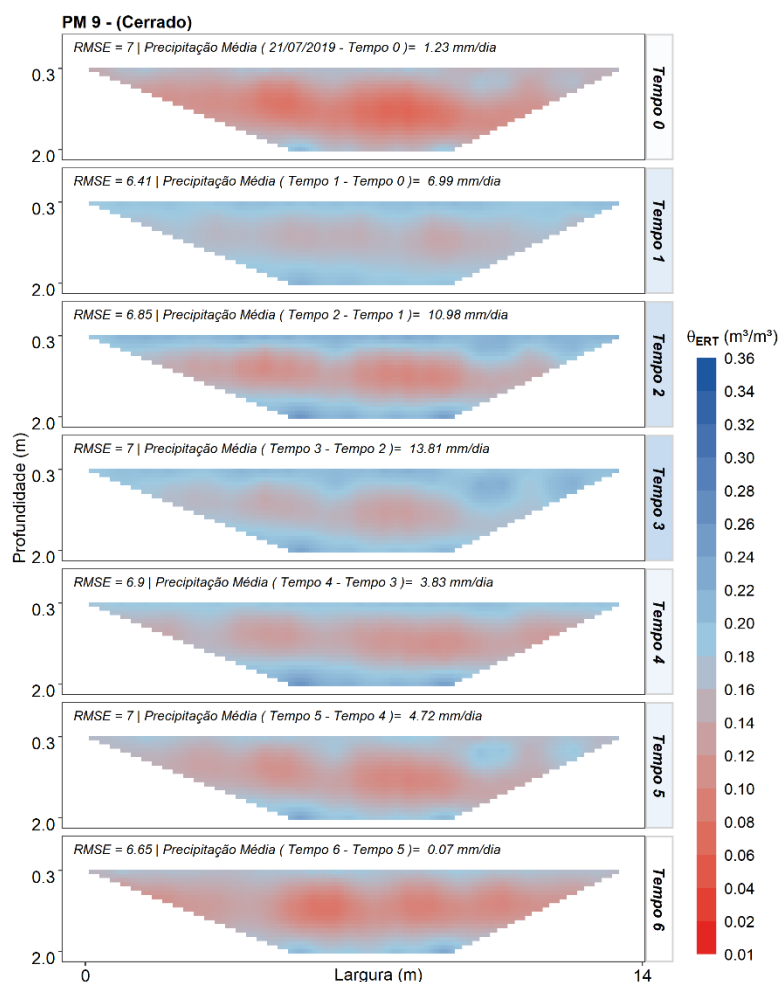 PM 9 - (Cerrado)
RMSE = 7 | Precipitação Média ( 21/07/2019 - Tempo 0 )= 1.23 mm/dia
0.3
2.0
Tempo 0
RMSE = 6.41 | Precipitação Média ( Tempo 1 - Tempo 0 )= 6.99 mm/dia
0.3
2.0
Tempo 1
RMSE = 6.85 | Precipitação Média ( Tempo 2 - Tempo 1 )= 10.98 mm/dia
0.3
2.0
Tempo 2
RMSE = 7 | Precipitação Média ( Tempo 3 - Tempo 2 )= 13.81 mm/dia
0.3
2.0
Tempo 3
RMSE = 6.9 | Precipitação Média ( Tempo 4 - Tempo 3 )= 3.83 mm/dia
0.3
2.0
Tempo 4
RMSE = 7 | Precipitação Média ( Tempo 5 - Tempo 4 )= 4.72 mm/dia
0.3
2.0
Tempo 5
RMSE = 6.65 | Precipitação Média ( Tempo 6 - Tempo 5 )= 0.07 mm/dia
0.3
2.0
Tempo 6
Profundidade (m)
0
14
Largura (m)
θERT (m³/m³)
0.36
0.34
0.32
0.30
0.28
0.26
0.24
0.22
0.20
0.18
0.16
0.14
0.12
0.10
0.08
0.06
0.04
0.02
0.01